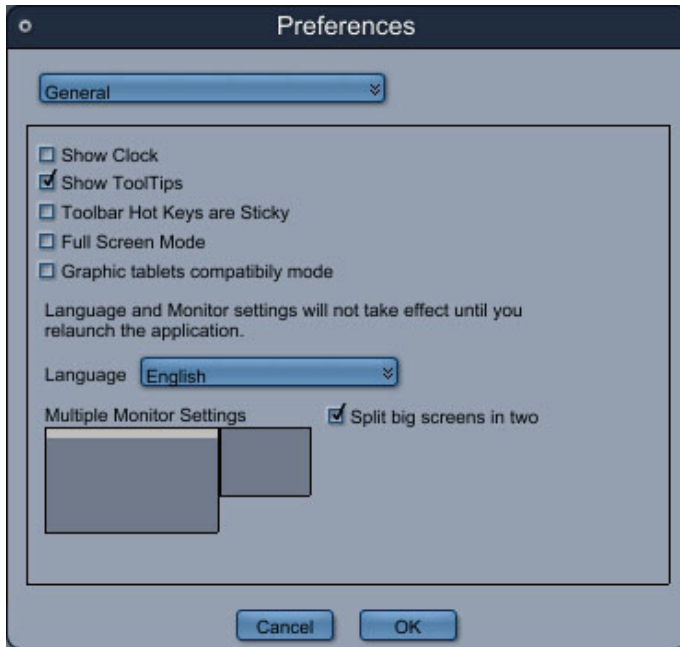 Preferences
General
Show Clock
Show ToolTips
Toolbar Hot Keys are Sticky
Full Screen Mode
Graphic tablets compatibily mode
Language and Monitor settings will not take effect until you
relaunch the application.
Language English
Multiple Monitor Settings Split big screens in two
Cancel OK